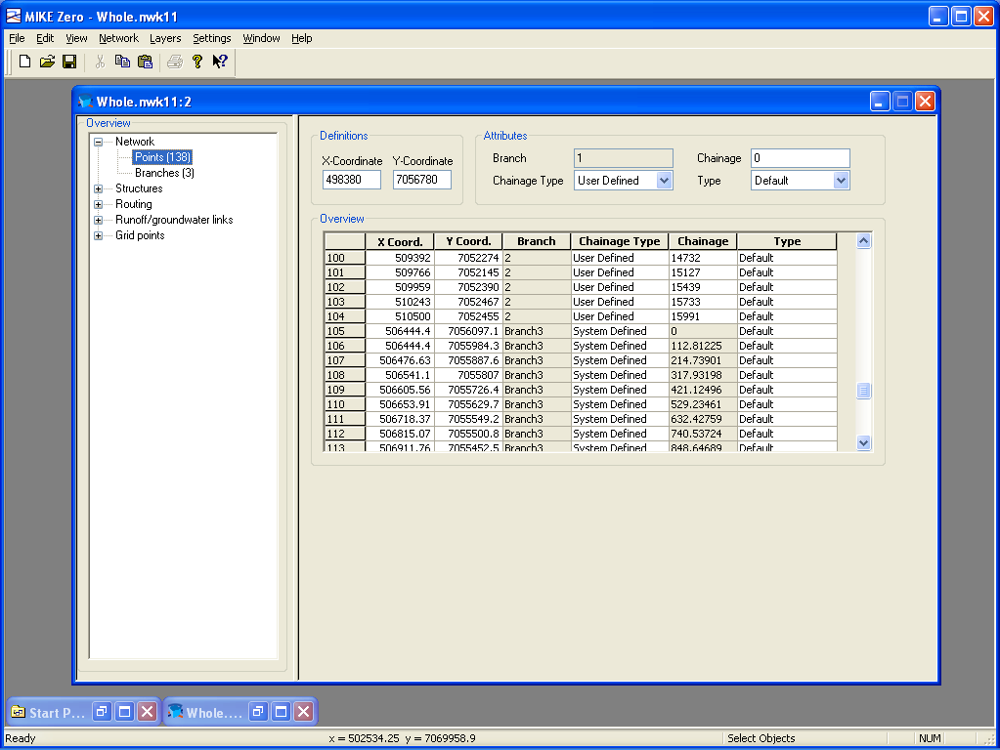 MIKE Zero - Whole.nwk11
File Edit View Network Layers Settings Window Help
Whole.nwk11:2
Overview
Network
Points (138)
Branches (3)
Structures
Routing
Runoff/groundwater links
Grid points
Definitions
X-Coordinate Y-Coordinate
498380 7056780
Attributes
Branch 1 Chainage 0
Chainage Type User Defined Type Default
Overview
X Coord. Y Coord. Branch Chainage Type Chainage Type
100 509392 7052274 2 User Defined 14732 Default
101 509766 7052145 2 User Defined 15127 Default
102 509959 7052390 2 User Defined 15439 Default
103 510243 7052467 2 User Defined 15733 Default
104 510500 7052455 2 User Defined 15991 Default
105 506444.4 7056097.1 Branch3 System Defined 0 Default
106 506444.4 7055984.3 Branch3 System Defined 112.81225 Default
107 506476.63 7055887.6 Branch3 System Defined 214.73901 Default
108 506541.1 7055807 Branch3 System Defined 317.93198 Default
109 506605.56 7055726.4 Branch3 System Defined 421.12496 Default
110 506653.91 7055629.7 Branch3 System Defined 529.23461 Default
111 506718.37 7055549.2 Branch3 System Defined 632.42759 Default
112 506815.07 7055500.8 Branch3 System Defined 740.53724 Default
113 506911.76 7055452.5 Branch3 System Defined 848.64689 Default
Start P... Whole....
Ready x = 502534.25 y = 7069958.9 Select Objects NUM